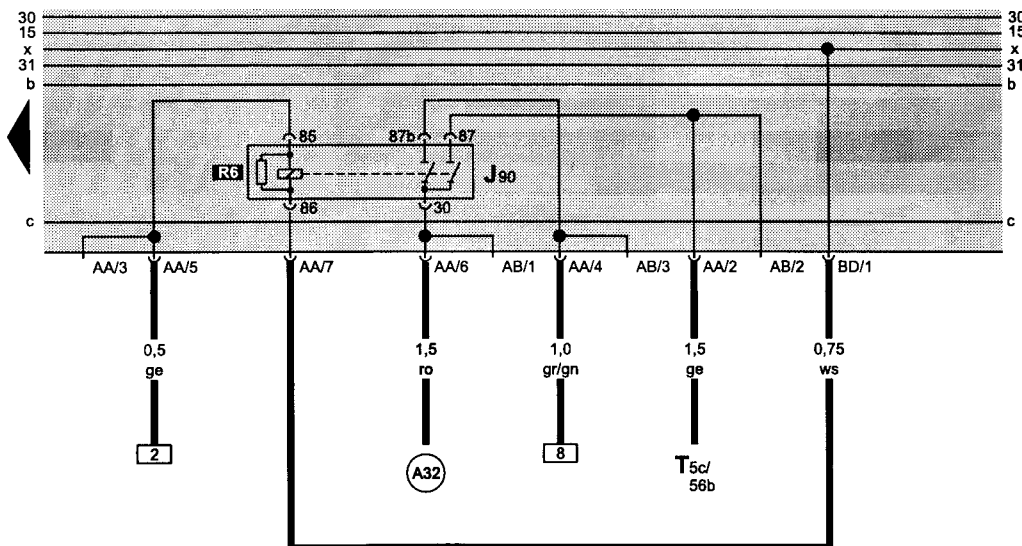 30 30
15 15
x x
31 31
b b
85 87b 87
R6 J90
86 30
c c
AA/3 AA/5 AA/7 AA/6 AB/1 AA/4 AB/3 AA/2 AB/2 BD/1
0,5 1,5 1,0 1,5 0,75
ge ro gr/gn ge ws
2 A32 8 T5c/
56b